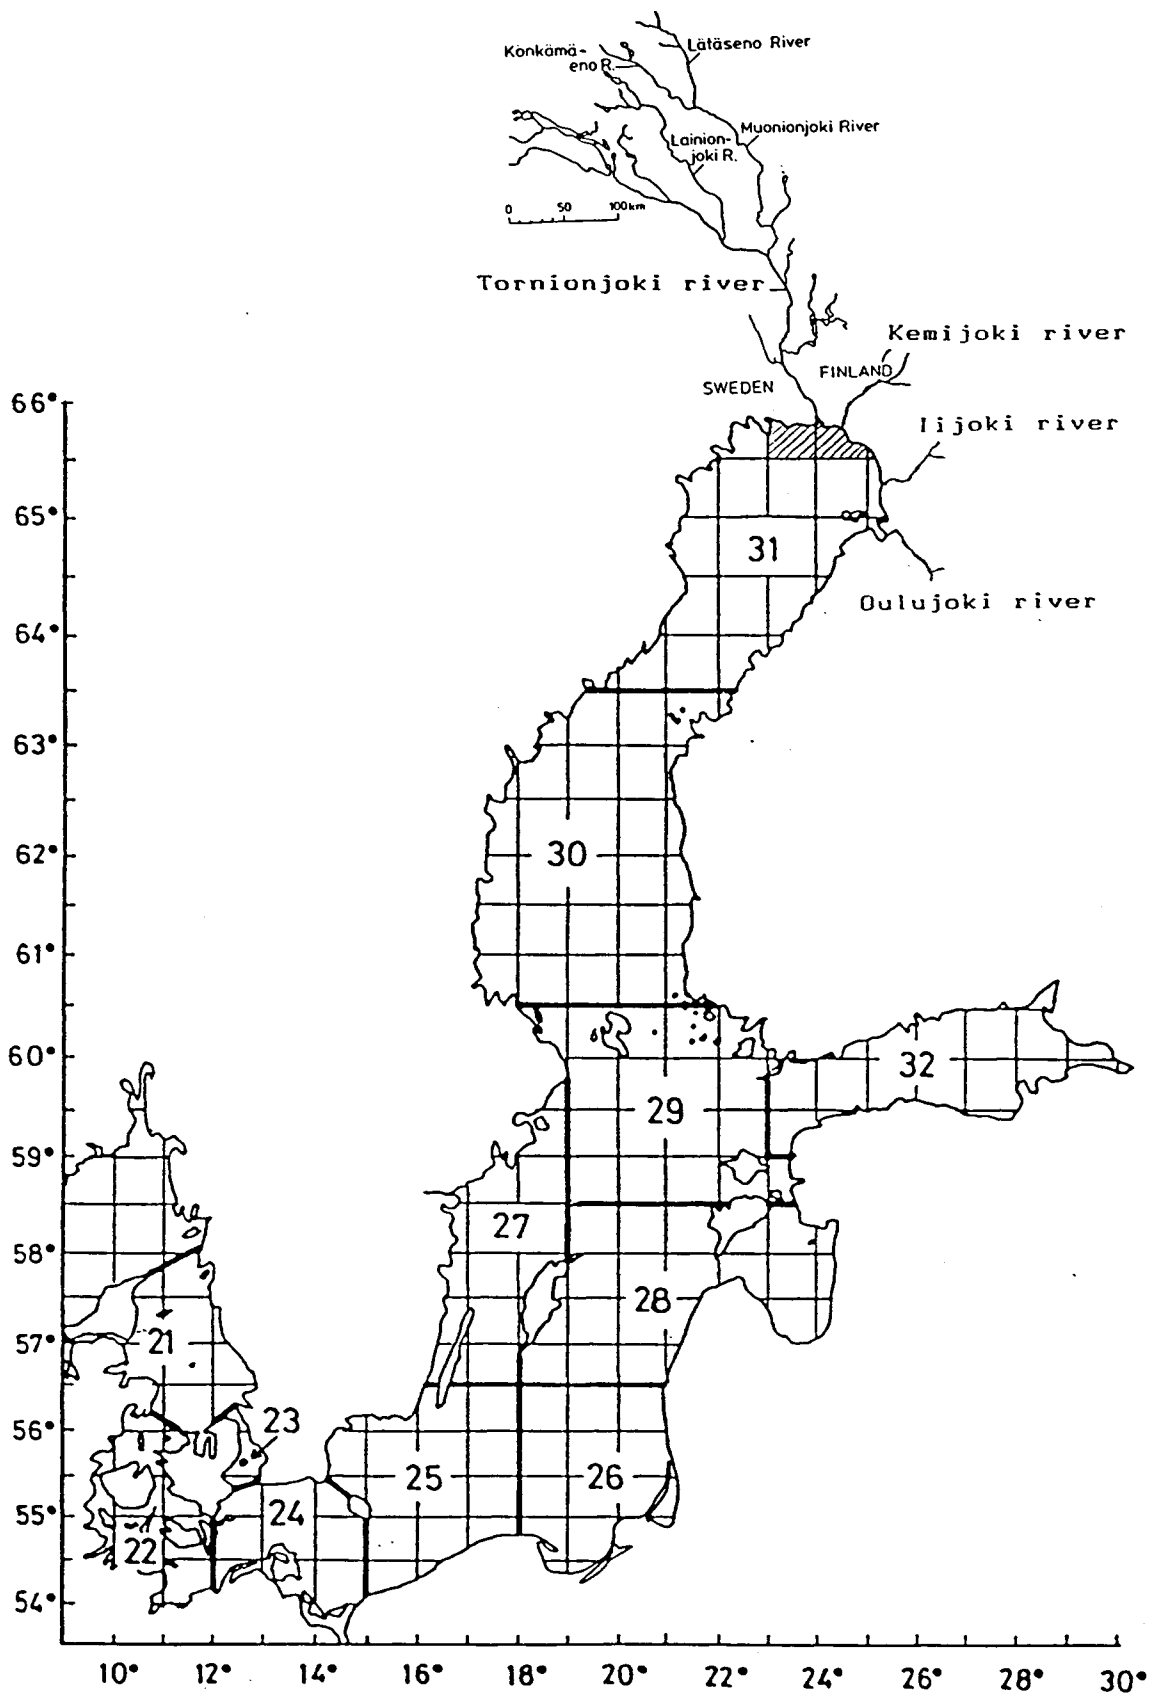 Lätäseno River
Könkämä-
eno R.
Muonionjoki River
Lainion-
joki R.
0 50 100km
Tornionjoki river
Kemijoki river
SWEDEN
FINLAND
66°
Iijoki river
65°
31
Oulujoki river
64°
63°
62°
30
61°
60°
32
29
59°
27
58°
28
57°
21
56°
23
25
26
55°
24
22
54°
10° 12° 14° 16° 18° 20° 22° 24° 26° 28° 30°